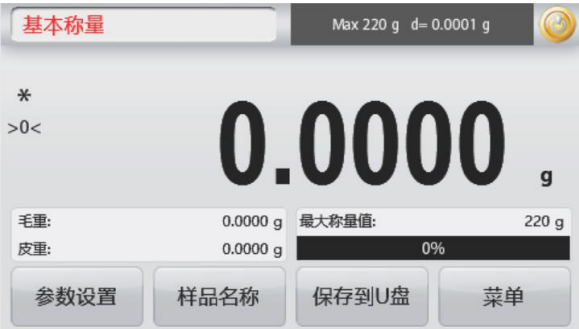 基本称量
Max 220 g d= 0.0001 g
*
>0<
0.0000 g
毛重: 0.0000 g
最大称量值: 220 g
皮重: 0.0000 g
0%
参数设置
样品名称
保存到U盘
菜单